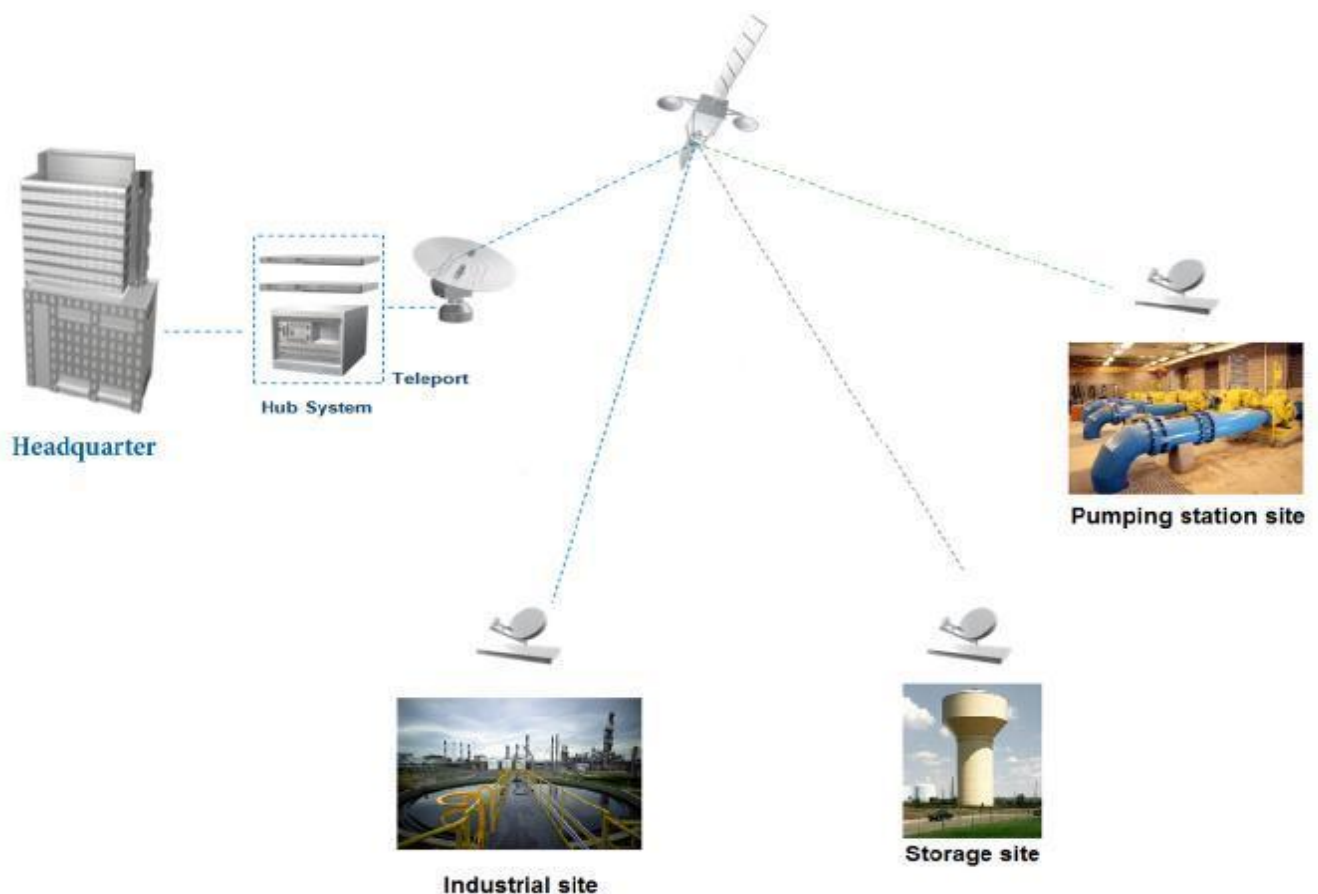 Teleport
Hub System
Headquarter
Pumping station site
Storage site
Industrial site